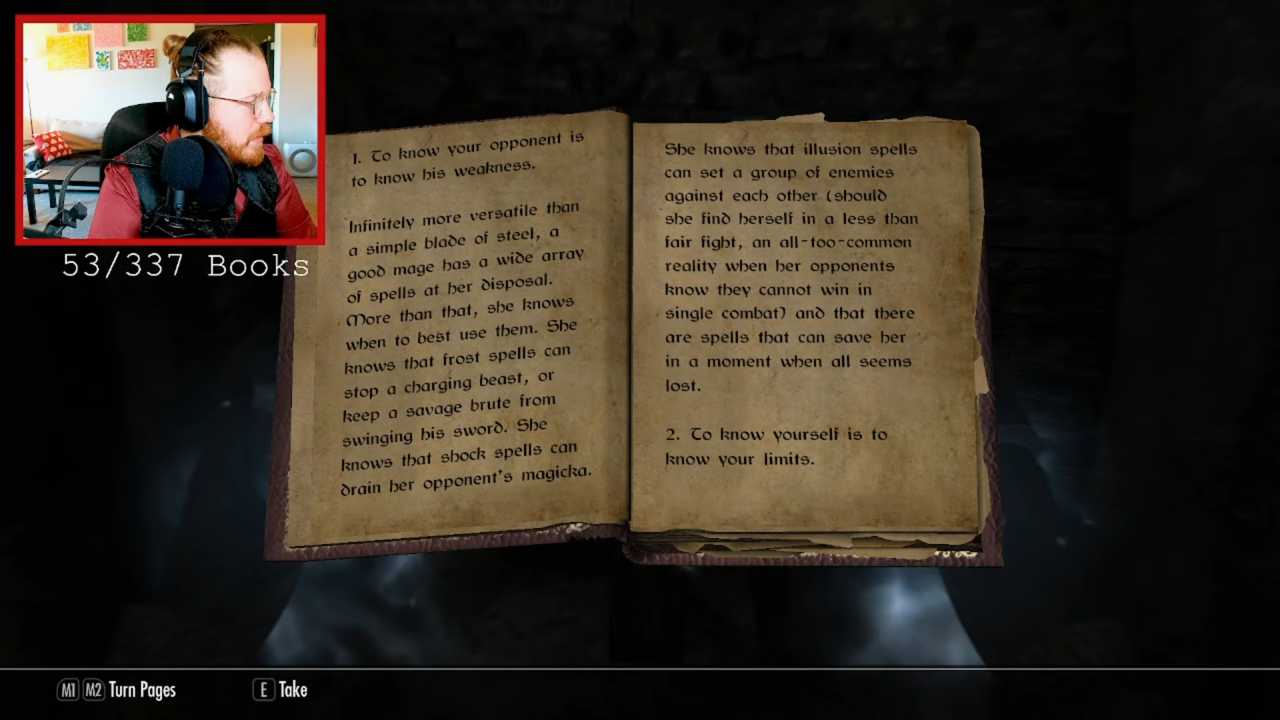 53/337 Books
1. To know your opponent is
to know his weakness.
Infinitely more versatile than
a simple blade of steel, a
good mage has a wide array
of spells at her disposal.
More than that, she knows
when to best use them. She
knows that frost spells can
stop a charging beast, or
keep a savage brute from
swinging his sword. She
knows that shock spells can
drain her opponent's magicka.
She knows that illusion spells
can set a group of enemies
against each other (should
she find herself in a less than
fair fight, an all-too-common
reality when her opponents
know they cannot win in
single combat) and that there
are spells that can save her
in a moment when all seems
lost.
2. To know yourself is to
know your limits.
M1 M2 Turn Pages
E Take